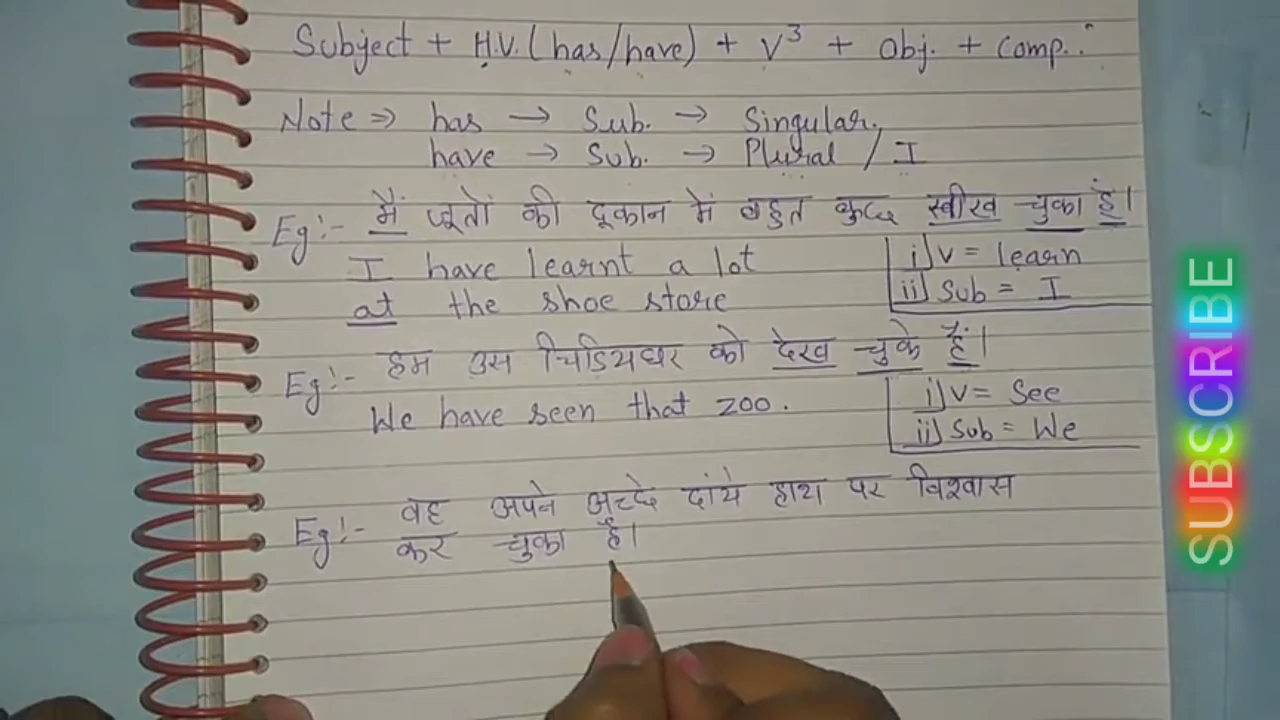 Subject + H.V. (has/have) + V³ + Obj. + Comp..
Note ⇒ has → Sub. → Singular.
have → Sub. → Plural / I
Eg:- मैं जूतों की दूकान में बहुत कुछ सीख चुका हूं।
I have learnt a lot
at the shoe store
i) V = learn
ii) Sub = I
Eg:- हम उस चिडियघर को देख चुके हैं।
We have seen that zoo.
i) V = See
ii) Sub = We
Eg:- वह अपने अच्छे दांये हाथ पर विश्वास
कर चुका है।
SUBSCRIBE